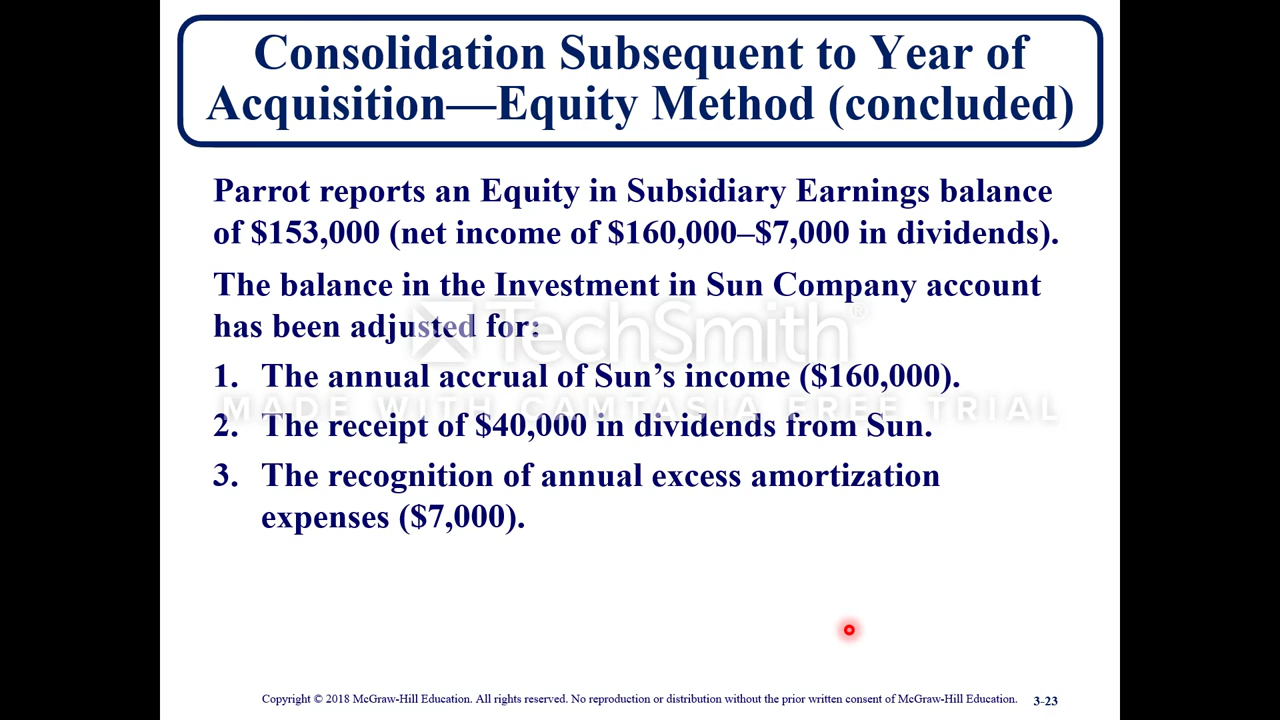 Consolidation Subsequent to Year of
Acquisition—Equity Method (concluded)
Parrot reports an Equity in Subsidiary Earnings balance
of $153,000 (net income of $160,000–$7,000 in dividends).
The balance in the Investment in Sun Company account
has been adjusted for:
TechSmith®
1. The annual accrual of Sun’s income ($160,000).
MADE WITH CAMTASIA FREE TRIAL
2. The receipt of $40,000 in dividends from Sun.
3. The recognition of annual excess amortization
expenses ($7,000).
Copyright © 2018 McGraw-Hill Education. All rights reserved. No reproduction or distribution without the prior written consent of McGraw-Hill Education. 3-23